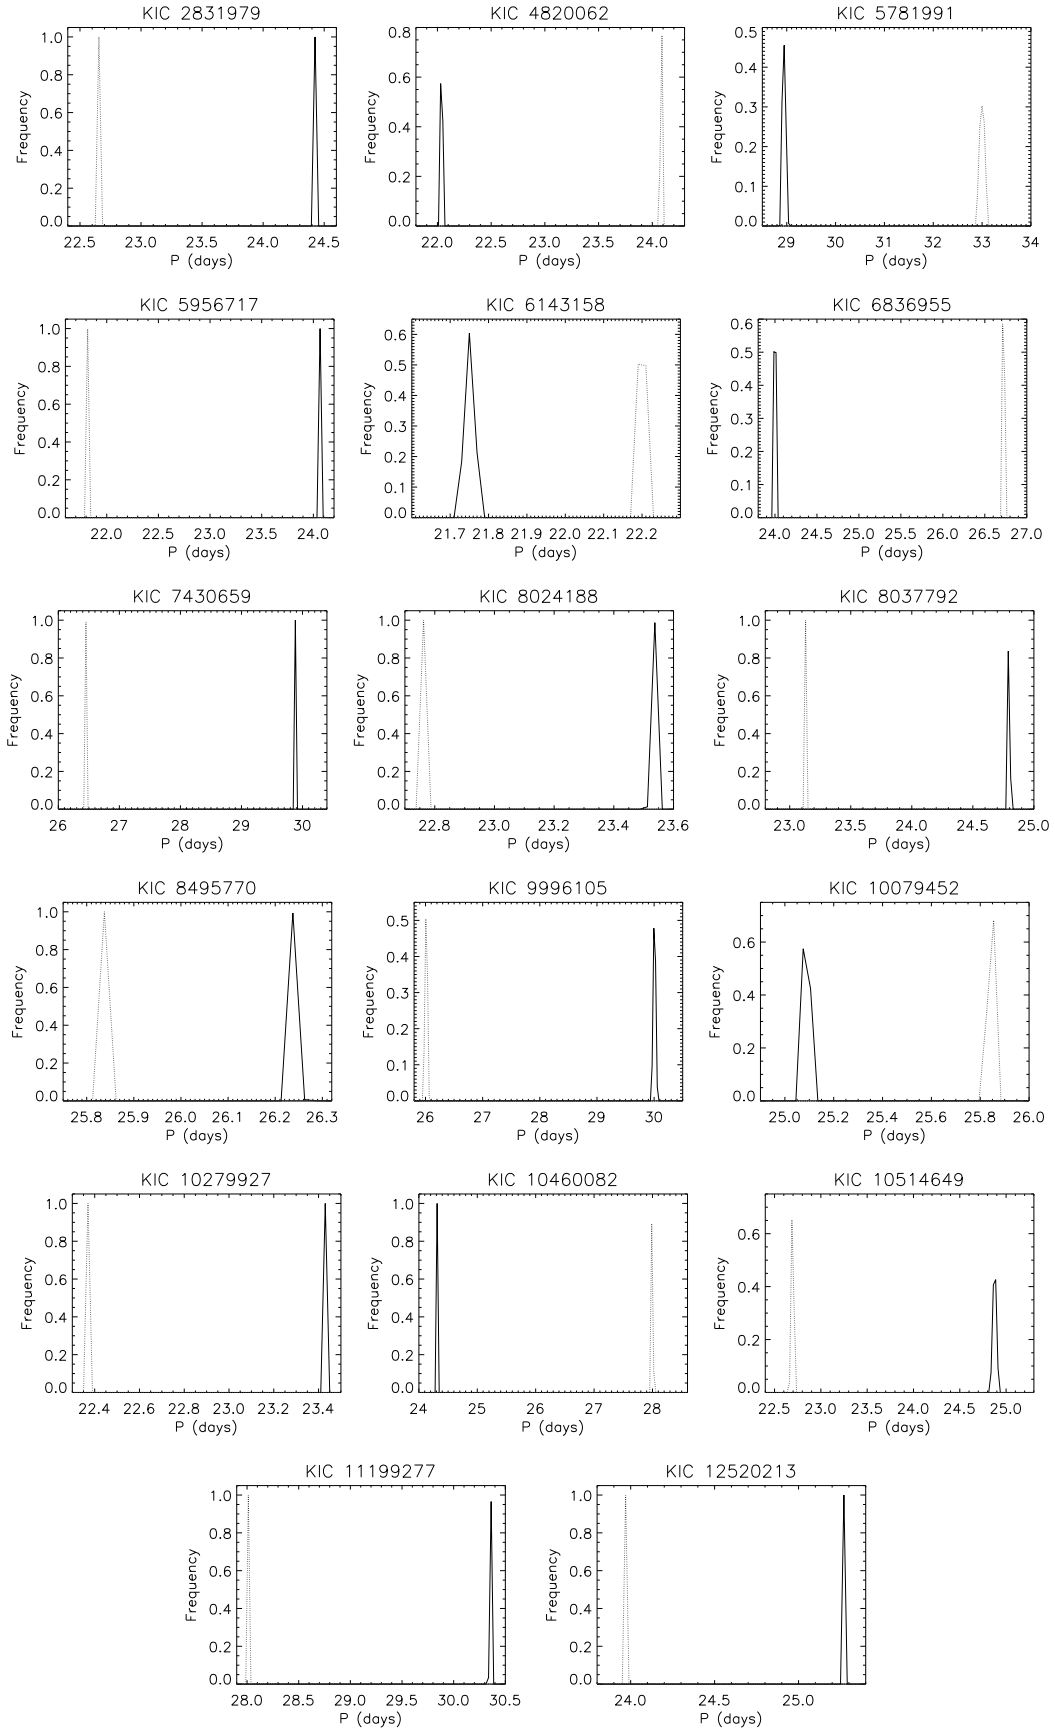 KIC 2831979 KIC 4820062 KIC 5781991
1.0 0.8 0.5
0.8 0.6 0.4
0.6 0.4 0.3
0.4 0.2 0.2
0.2 0.0 0.1
0.0 0.0
Frequency Frequency Frequency
22.5 23.0 23.5 24.0 24.5 22.0 22.5 23.0 23.5 24.0 29 30 31 32 33 34
P (days) P (days) P (days)
KIC 5956717 KIC 6143158 KIC 6836955
1.0 0.6 0.6
0.8 0.5 0.5
0.6 0.4 0.4
0.4 0.3 0.3
0.2 0.2 0.2
0.0 0.1 0.1
0.0 0.0
Frequency Frequency Frequency
22.0 22.5 23.0 23.5 24.0 21.7 21.8 21.9 22.0 22.1 22.2 24.0 24.5 25.0 25.5 26.0 26.5 27.0
P (days) P (days) P (days)
KIC 7430659 KIC 8024188 KIC 8037792
1.0 1.0 1.0
0.8 0.8 0.8
0.6 0.6 0.6
0.4 0.4 0.4
0.2 0.2 0.2
0.0 0.0 0.0
Frequency Frequency Frequency
26 27 28 29 30 22.8 23.0 23.2 23.4 23.6 23.0 23.5 24.0 24.5 25.0
P (days) P (days) P (days)
KIC 8495770 KIC 9996105 KIC 10079452
1.0 0.5 0.6
0.8 0.4 0.4
0.6 0.3 0.2
0.4 0.2 0.0
0.2 0.1
0.0 0.0
Frequency Frequency Frequency
25.8 25.9 26.0 26.1 26.2 26.3 26 27 28 29 30 25.0 25.2 25.4 25.6 25.8 26.0
P (days) P (days) P (days)
KIC 10279927 KIC 10460082 KIC 10514649
1.0 1.0 0.6
0.8 0.8 0.4
0.6 0.6 0.2
0.4 0.4 0.0
0.2 0.2
0.0 0.0
Frequency Frequency Frequency
22.4 22.6 22.8 23.0 23.2 23.4 24 25 26 27 28 22.5 23.0 23.5 24.0 24.5 25.0
P (days) P (days) P (days)
KIC 11199277 KIC 12520213
1.0 1.0
0.8 0.8
0.6 0.6
0.4 0.4
0.2 0.2
0.0 0.0
Frequency Frequency
28.0 28.5 29.0 29.5 30.0 30.5 24.0 24.5 25.0
P (days) P (days)